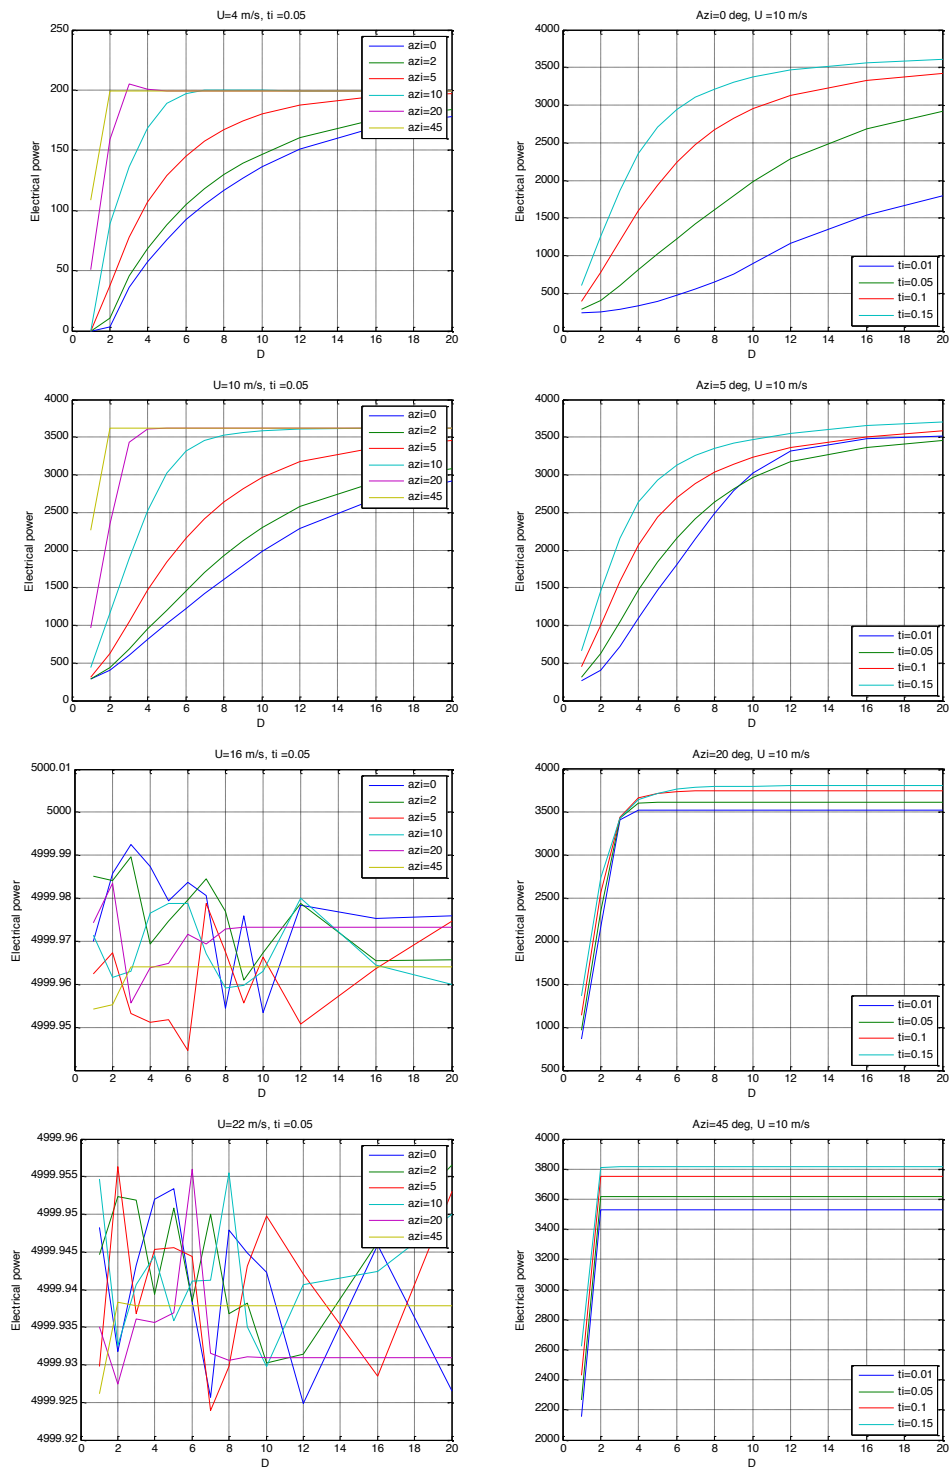 U=4 m/s, ti =0.05
250
200
150
100
50
0
Electrical power
0 2 4 6 8 10 12 14 16 18 20
D
azi=0
azi=2
azi=5
azi=10
azi=20
azi=45
Azi=0 deg, U =10 m/s
4000
3500
3000
2500
2000
1500
1000
500
0
Electrical power
0 2 4 6 8 10 12 14 16 18 20
D
ti=0.01
ti=0.05
ti=0.1
ti=0.15
U=10 m/s, ti =0.05
4000
3500
3000
2500
2000
1500
1000
500
0
Electrical power
0 2 4 6 8 10 12 14 16 18 20
D
azi=0
azi=2
azi=5
azi=10
azi=20
azi=45
Azi=5 deg, U =10 m/s
4000
3500
3000
2500
2000
1500
1000
500
0
Electrical power
0 2 4 6 8 10 12 14 16 18 20
D
ti=0.01
ti=0.05
ti=0.1
ti=0.15
U=16 m/s, ti =0.05
5000.01
5000
4999.99
4999.98
4999.97
4999.96
4999.95
Electrical power
0 2 4 6 8 10 12 14 16 18 20
D
azi=0
azi=2
azi=5
azi=10
azi=20
azi=45
Azi=20 deg, U =10 m/s
4000
3500
3000
2500
2000
1500
1000
500
Electrical power
0 2 4 6 8 10 12 14 16 18 20
D
ti=0.01
ti=0.05
ti=0.1
ti=0.15
U=22 m/s, ti =0.05
4999.96
4999.955
4999.95
4999.945
4999.94
4999.935
4999.93
4999.925
4999.92
Electrical power
0 2 4 6 8 10 12 14 16 18 20
D
azi=0
azi=2
azi=5
azi=10
azi=20
azi=45
Azi=45 deg, U =10 m/s
4000
3800
3600
3400
3200
3000
2800
2600
2400
2200
2000
Electrical power
0 2 4 6 8 10 12 14 16 18 20
D
ti=0.01
ti=0.05
ti=0.1
ti=0.15